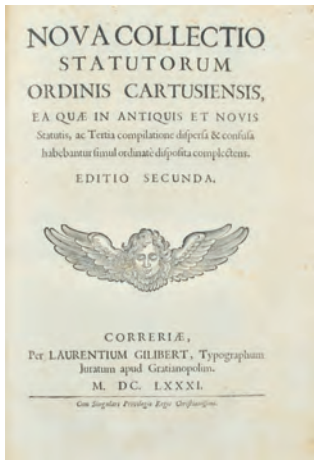 NOVA COLLECTIO
STATUTORUM
ORDINIS CARTUSIENSIS,
EA QUÆ IN ANTIQUIS ET NOVIS
Statutis, ac Tertia compilatione dispersa & confusa
habebantur simul ordinatè disposita complectens.
EDITIO SECUNDA.
CORRERIÆ,
Per LAURENTIUM GILIBERT, Typographum
Juratum apud Gratianopolim.
M. DC. LXXXI.
Cum Singulari Privilegio Regis Christianissimi.